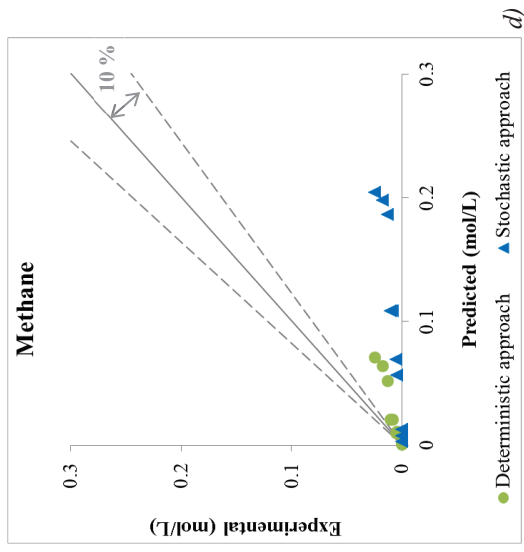 d)
Methane
10 %
0.3
0.2
0.1
0
Experimental (mol/L)
0
0.1
0.2
0.3
Predicted (mol/L)
Deterministic approach
Stochastic approach